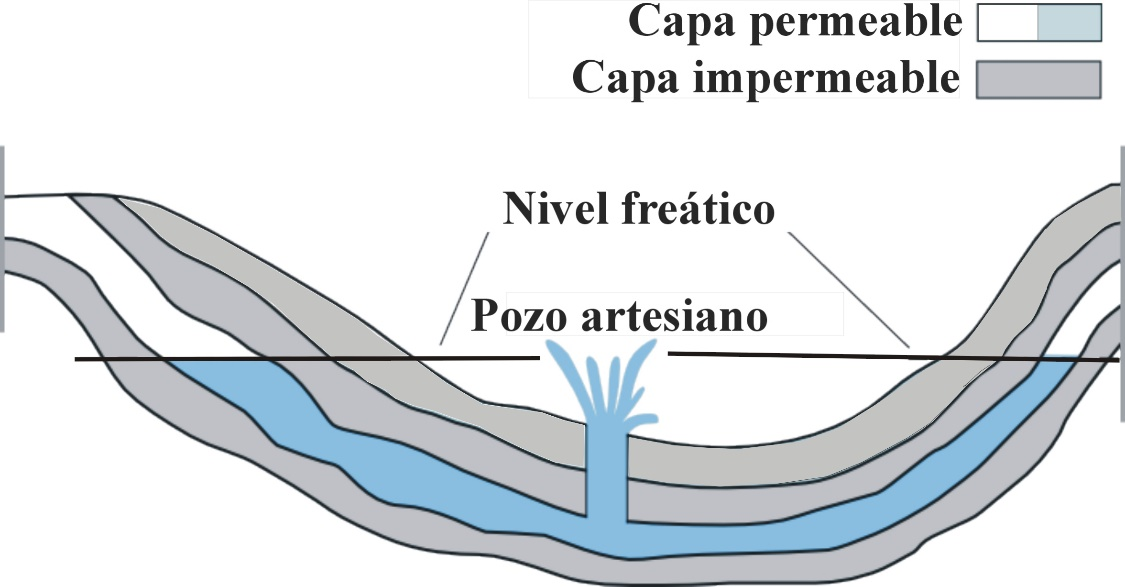 Capa permeable
Capa impermeable
Nivel freático
Pozo artesiano